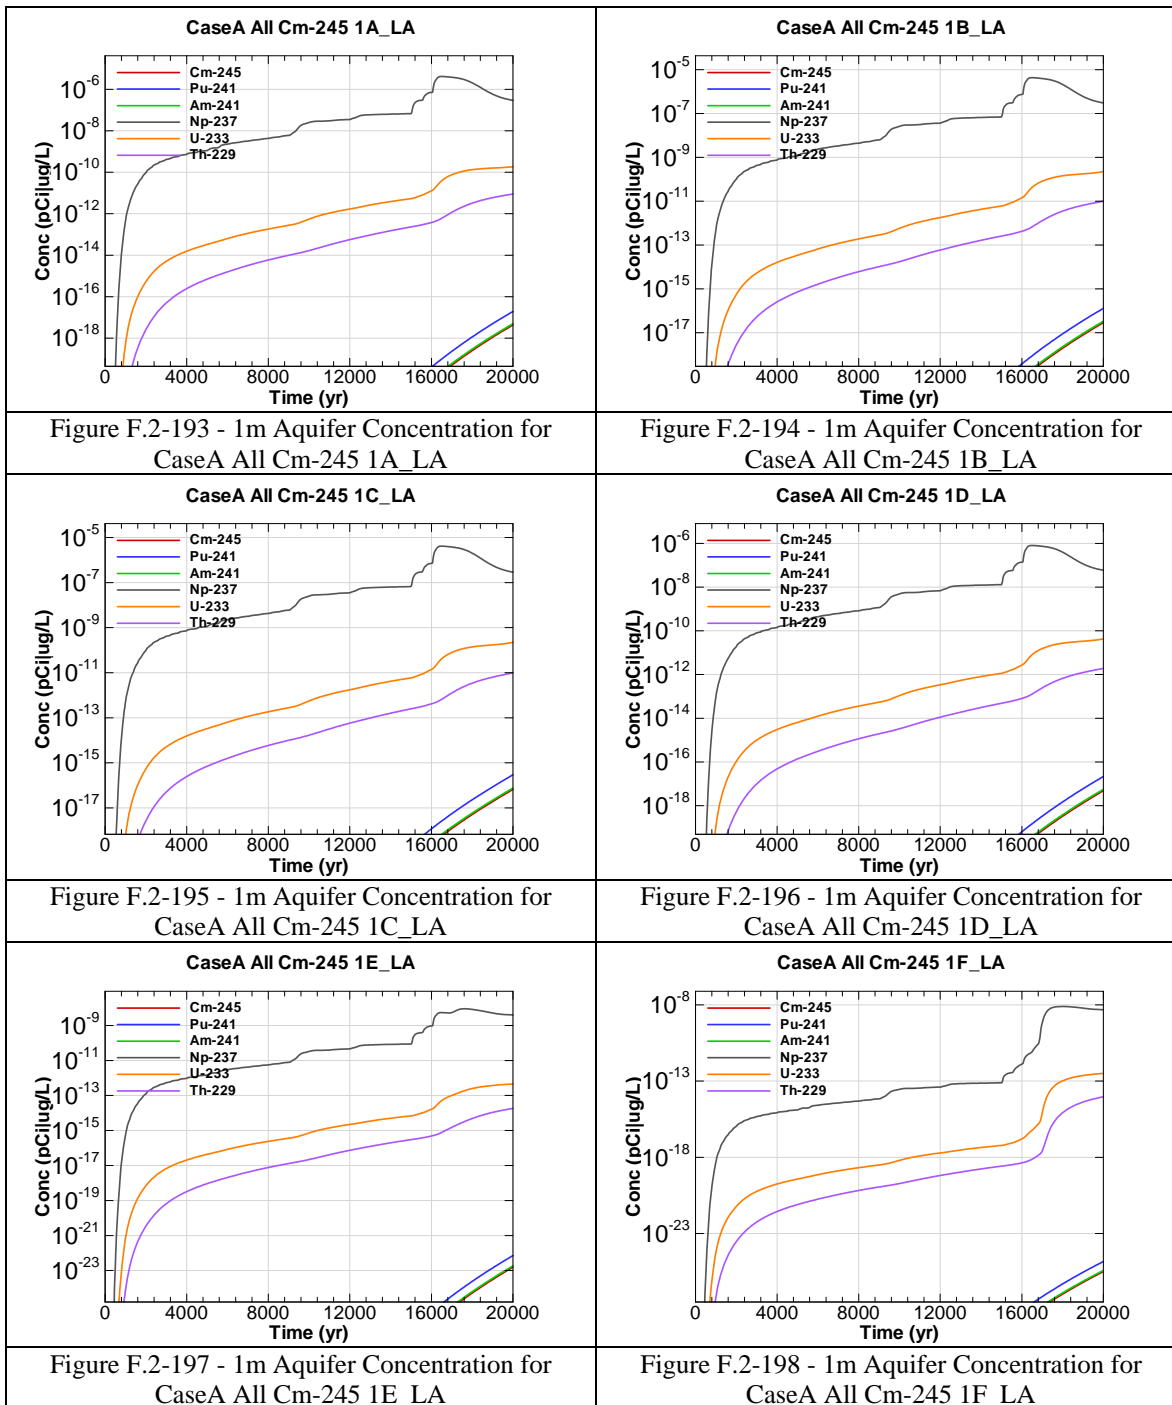 CaseA All Cm-245 1A_LA
Conc (pCi|ug/L)
10^-6
10^-8
10^-10
10^-12
10^-14
10^-16
10^-18
Cm-245
Pu-241
Am-241
Np-237
U-233
Th-229
0 4000 8000 12000 16000 20000
Time (yr)
Figure F.2-193 - 1m Aquifer Concentration for
CaseA All Cm-245 1A_LA
CaseA All Cm-245 1B_LA
Conc (pCi|ug/L)
10^-5
10^-7
10^-9
10^-11
10^-13
10^-15
10^-17
Cm-245
Pu-241
Am-241
Np-237
U-233
Th-229
0 4000 8000 12000 16000 20000
Time (yr)
Figure F.2-194 - 1m Aquifer Concentration for
CaseA All Cm-245 1B_LA
CaseA All Cm-245 1C_LA
Conc (pCi|ug/L)
10^-5
10^-7
10^-9
10^-11
10^-13
10^-15
10^-17
Cm-245
Pu-241
Am-241
Np-237
U-233
Th-229
0 4000 8000 12000 16000 20000
Time (yr)
Figure F.2-195 - 1m Aquifer Concentration for
CaseA All Cm-245 1C_LA
CaseA All Cm-245 1D_LA
Conc (pCi|ug/L)
10^-6
10^-8
10^-10
10^-12
10^-14
10^-16
10^-18
Cm-245
Pu-241
Am-241
Np-237
U-233
Th-229
0 4000 8000 12000 16000 20000
Time (yr)
Figure F.2-196 - 1m Aquifer Concentration for
CaseA All Cm-245 1D_LA
CaseA All Cm-245 1E_LA
Conc (pCi|ug/L)
10^-9
10^-11
10^-13
10^-15
10^-17
10^-19
10^-21
10^-23
Cm-245
Pu-241
Am-241
Np-237
U-233
Th-229
0 4000 8000 12000 16000 20000
Time (yr)
Figure F.2-197 - 1m Aquifer Concentration for
CaseA All Cm-245 1E_LA
CaseA All Cm-245 1F_LA
Conc (pCi|ug/L)
10^-8
10^-13
10^-18
10^-23
Cm-245
Pu-241
Am-241
Np-237
U-233
Th-229
0 4000 8000 12000 16000 20000
Time (yr)
Figure F.2-198 - 1m Aquifer Concentration for
CaseA All Cm-245 1F_LA